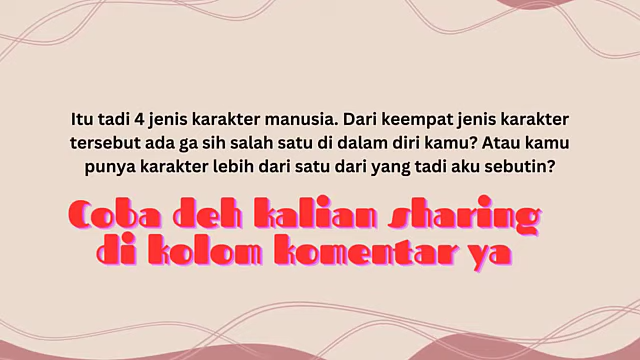 Itu tadi 4 jenis karakter manusia. Dari keempat jenis karakter
tersebut ada ga sih salah satu di dalam diri kamu? Atau kamu
punya karakter lebih dari satu dari yang tadi aku sebutin?
Coba deh kalian sharing
di kolom komentar ya